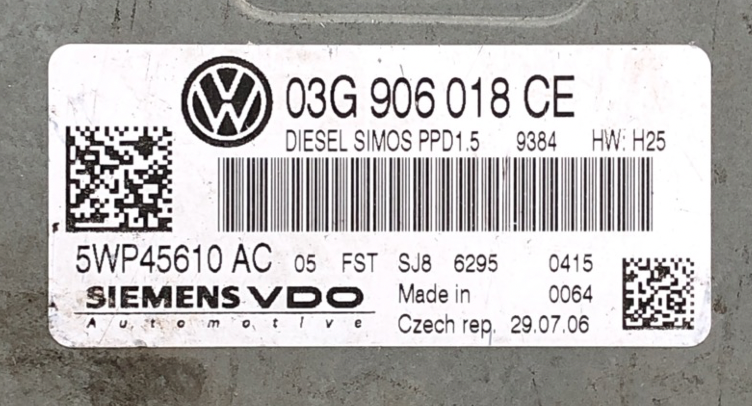 03G 906 018 CE
DIESEL SIMOS PPD1.5 9384 HW: H25
5WP45610 AC 05 FST SJ8 6295 0415
SIEMENS VDO Made in 0064
Automotive Czech rep. 29.07.06